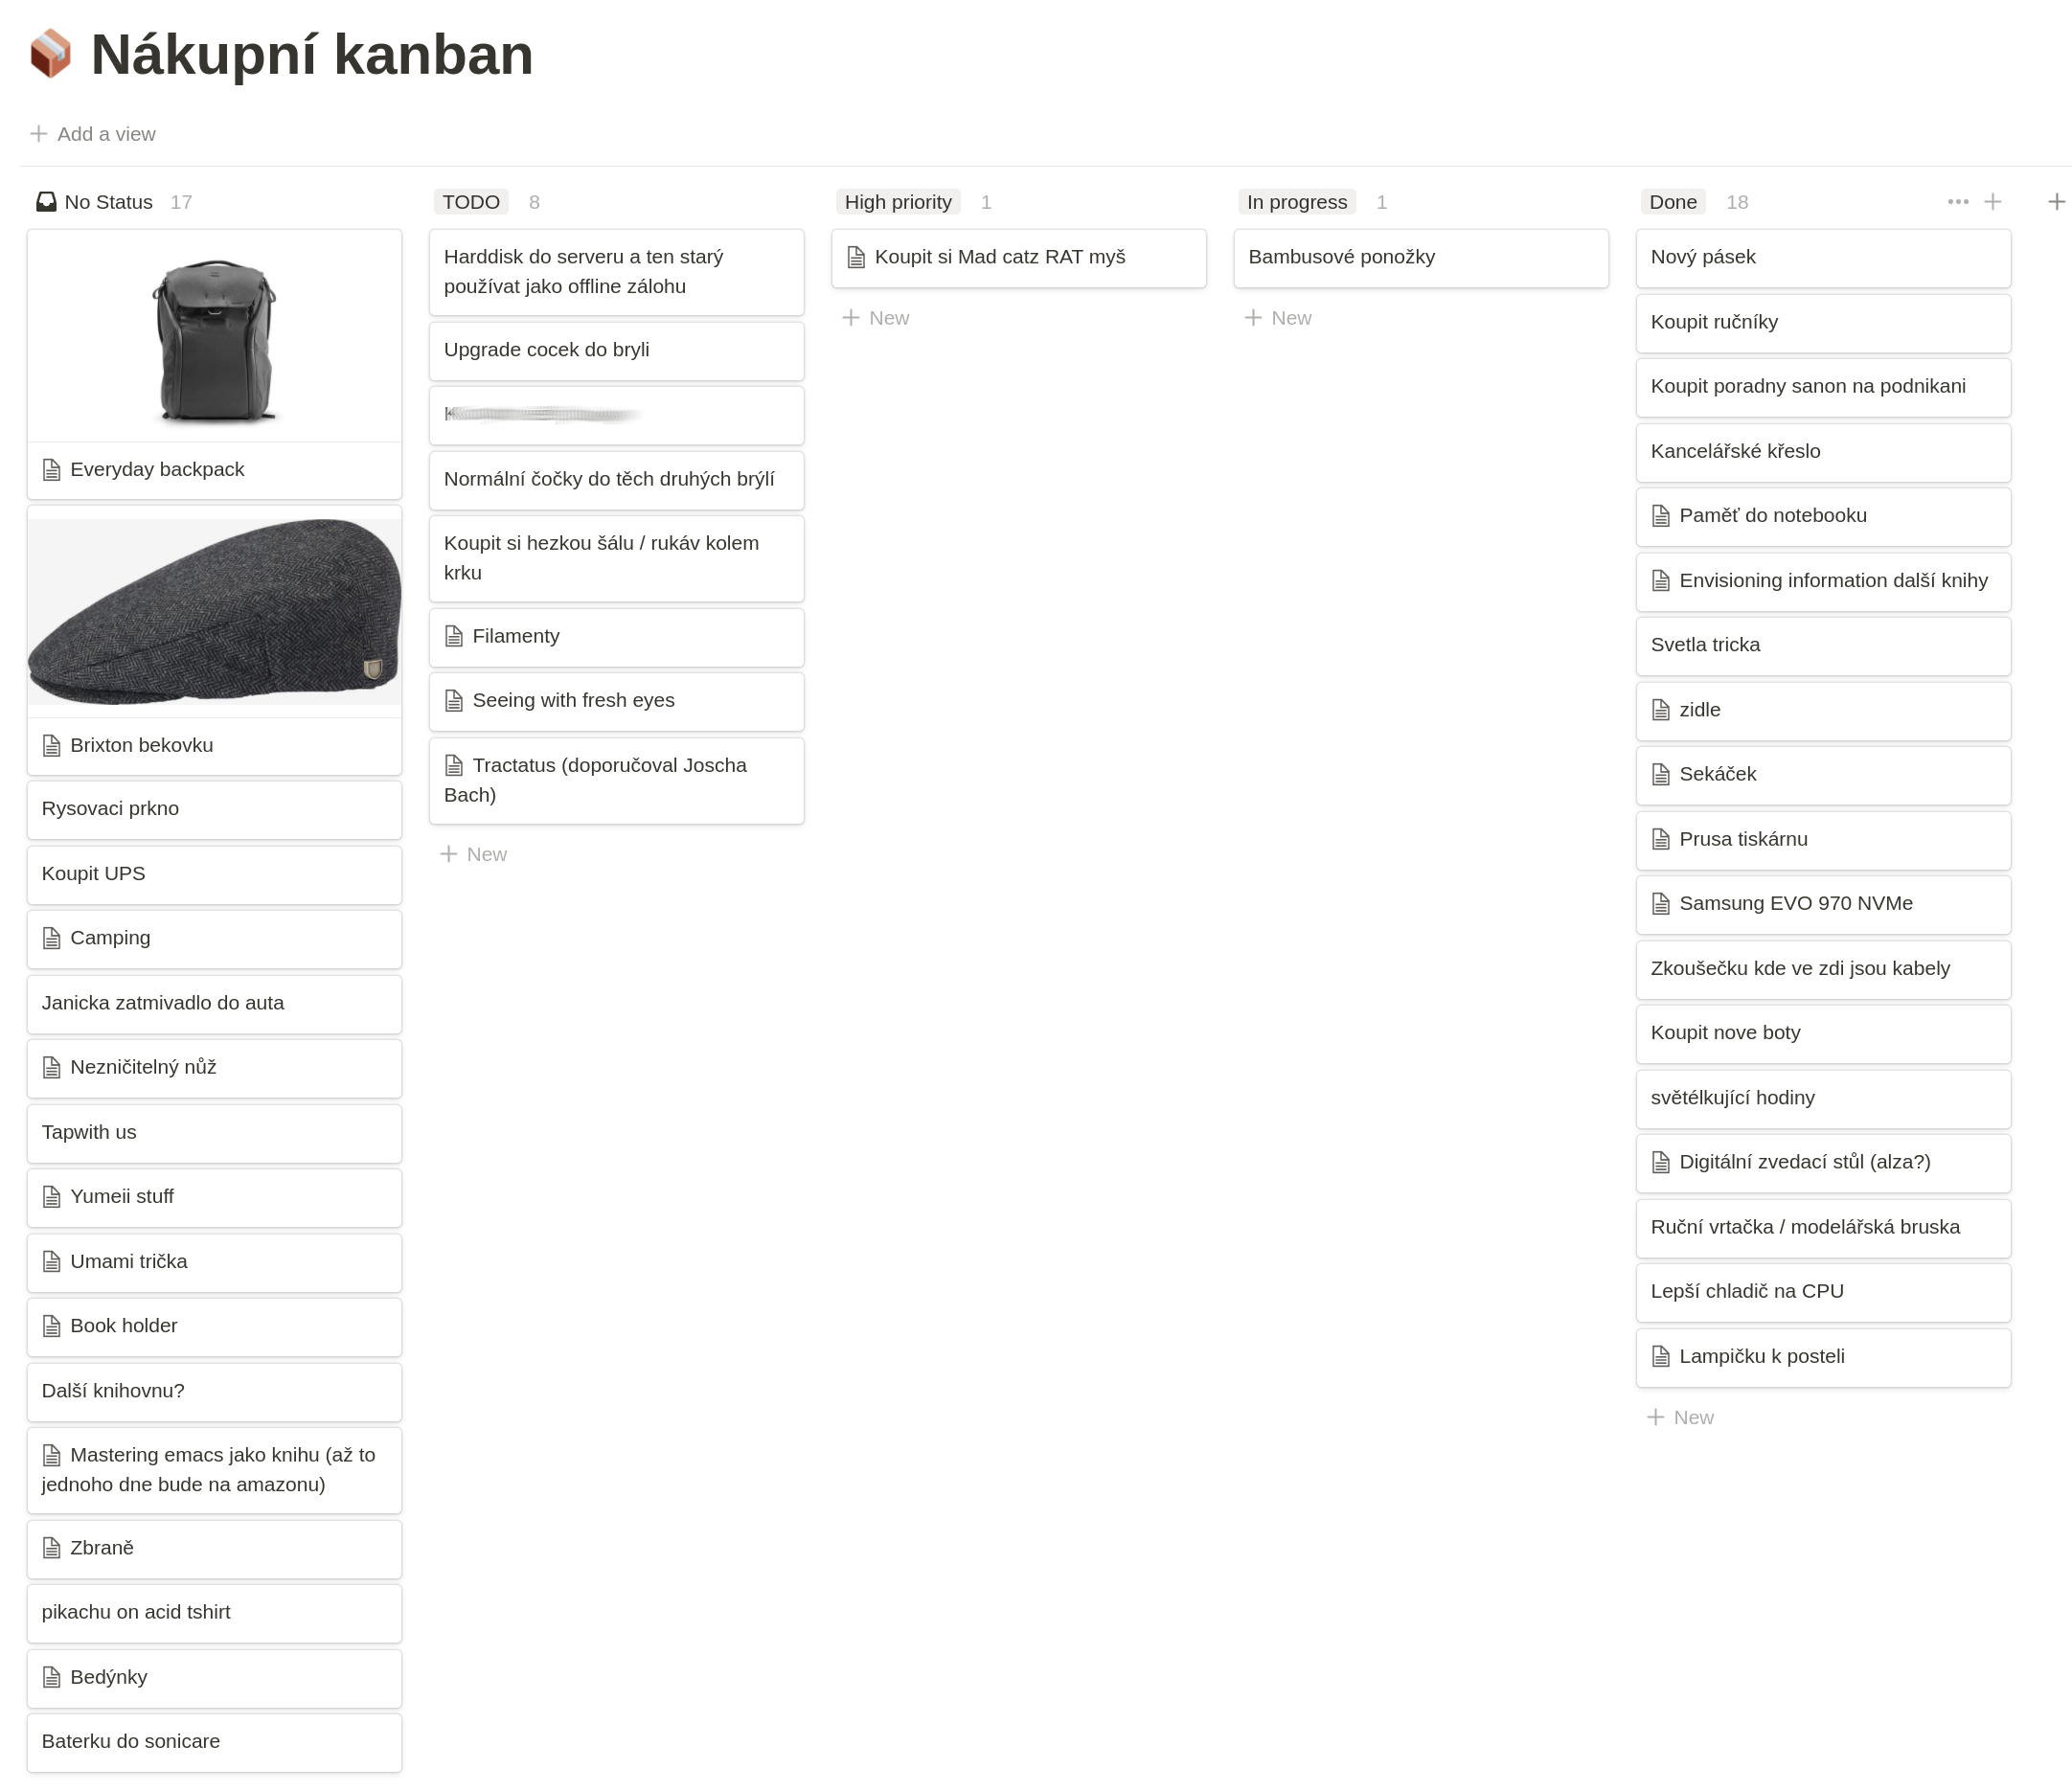 Nákupní kanban
Add a view
No Status 17
Everyday backpack
Brixton bekovku
Rysovaci prkno
Koupit UPS
Camping
Janicka zatmivadlo do auta
Nezničitelný nůž
Tapwith us
Yumeii stuff
Umami trička
Book holder
Další knihovnu?
Mastering emacs jako knihu (až to
jednoho dne bude na amazonu)
Zbraně
pikachu on acid tshirt
Bedýnky
Baterku do sonicare
TODO 8
Harddisk do serveru a ten starý
používat jako offline zálohu
Upgrade cocek do bryli
Normální čočky do těch druhých brýlí
Koupit si hezkou šálu / rukáv kolem
krku
Filamenty
Seeing with fresh eyes
Tractatus (doporučoval Joscha
Bach)
New
High priority 1
Koupit si Mad catz RAT myš
New
In progress 1
Bambusové ponožky
New
Done 18
Nový pásek
Koupit ručníky
Koupit poradny sanon na podnikani
Kancelářské křeslo
Paměť do notebooku
Envisioning information další knihy
Svetla tricka
zidle
Sekáček
Prusa tiskárnu
Samsung EVO 970 NVMe
Zkoušečku kde ve zdi jsou kabely
Koupit nove boty
světélkující hodiny
Digitální zvedací stůl (alza?)
Ruční vrtačka / modelářská bruska
Lepší chladič na CPU
Lampičku k posteli
New